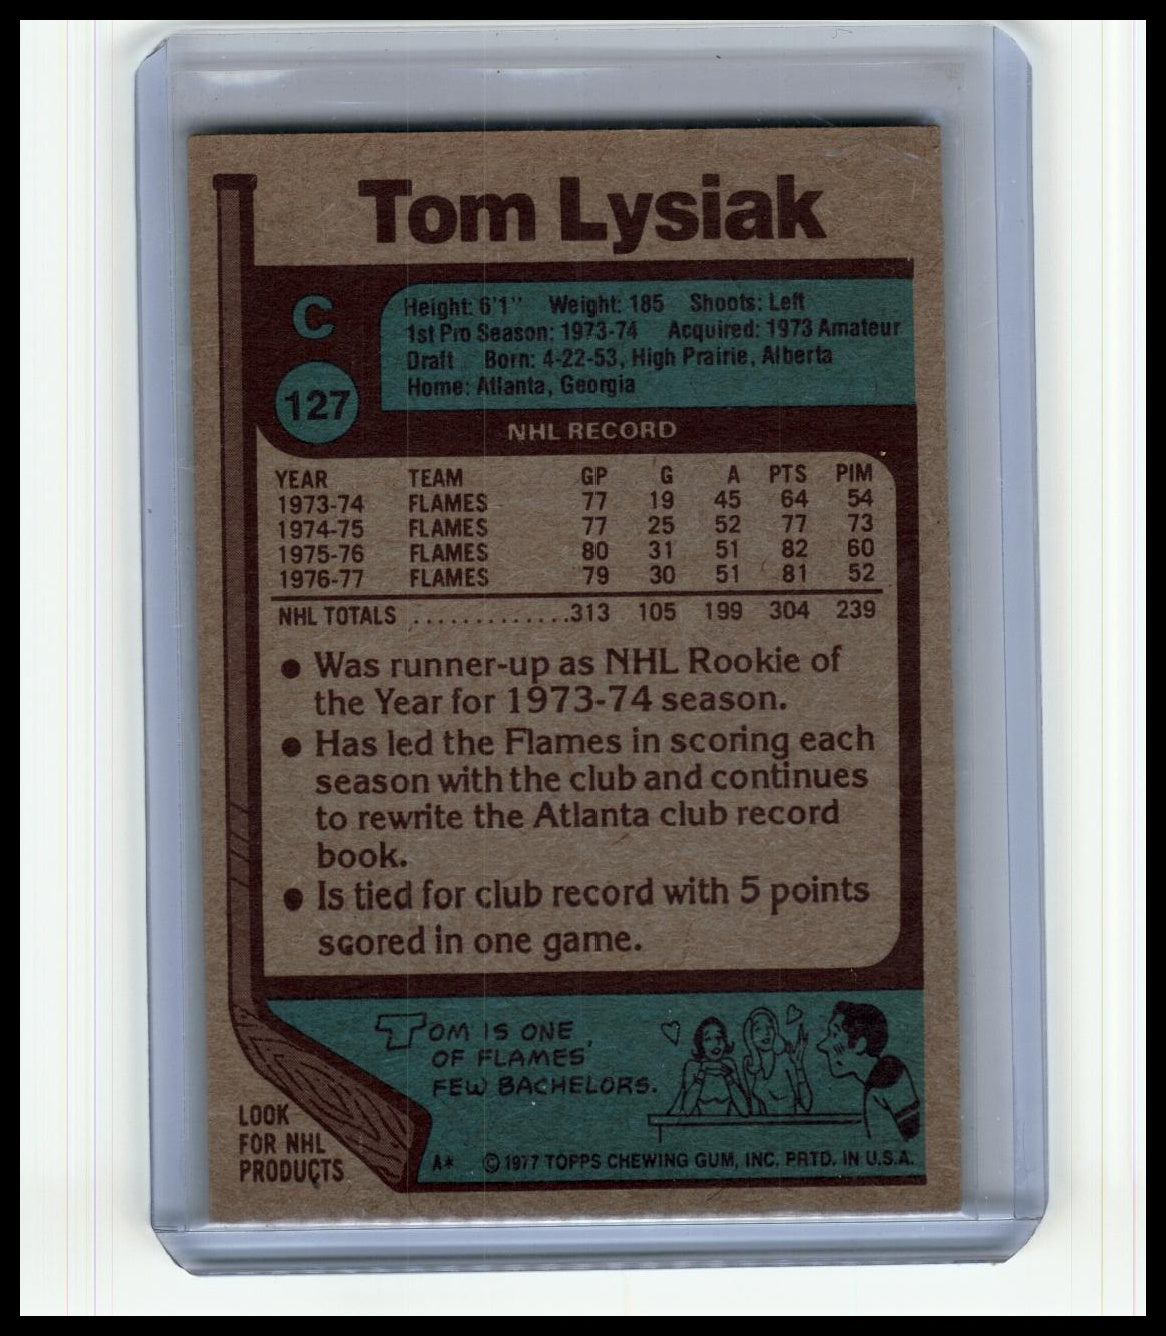 Tom Lysiak
C
127
Height: 6'1" Weight: 185 Shoots: Left
1st Pro Season: 1973-74 Acquired: 1973 Amateur
Draft Born: 4-22-53, High Prairie, Alberta
Home: Atlanta, Georgia
NHL RECORD
YEAR TEAM GP G A PTS PIM
1973-74 FLAMES 77 19 45 64 54
1974-75 FLAMES 77 25 52 77 73
1975-76 FLAMES 80 31 51 82 60
1976-77 FLAMES 79 30 51 81 52
NHL TOTALS .............313 105 199 304 239
● Was runner-up as NHL Rookie of
the Year for 1973-74 season.
● Has led the Flames in scoring each
season with the club and continues
to rewrite the Atlanta club record
book.
● Is tied for club record with 5 points
scored in one game.
TOM IS ONE
OF FLAMES'
FEW BACHELORS.
LOOK
FOR NHL
PRODUCTS
A* © 1977 TOPPS CHEWING GUM, INC. PRTD. IN U.S.A.